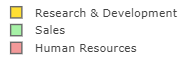 Research & Development
Sales
Human Resources